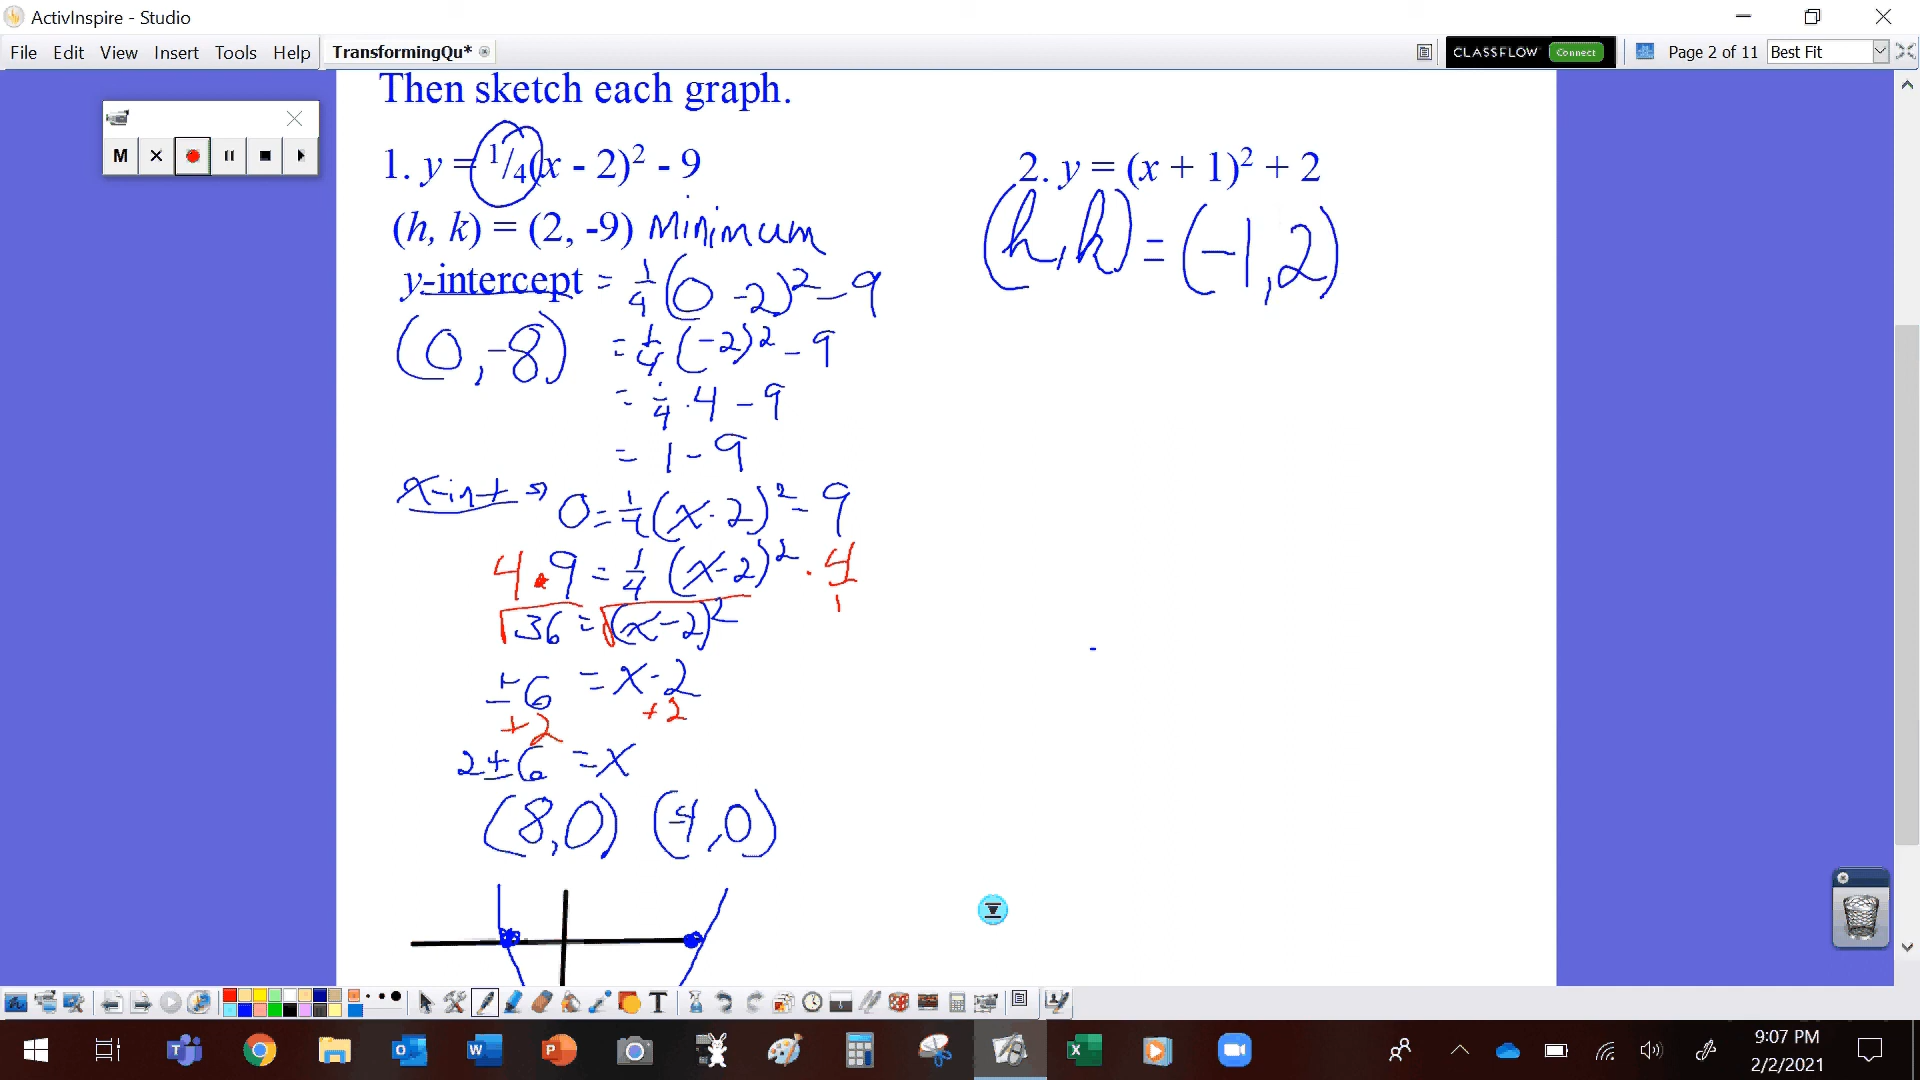 ActivInspire - Studio
File Edit View Insert Tools Help TransformingQu* CLASSFLOW Connect Page 2 of 11 Best Fit
Then sketch each graph.
M
1. y = 1/4(x - 2)² - 9
(h, k) = (2, -9) Minimum
y-intercept = 1/4 (0 - 2)² - 9
(0, -8) = 1/4 (-2)² - 9
= 1/4 · 4 - 9
= 1 - 9
x-int → 0 = 1/4 (x - 2)² - 9
4 · 9 = 1/4 (x - 2)² · 4/1
√36 = √(x - 2)²
± 6 = x - 2
+2 +2
2 ± 6 = x
(8, 0) (-4, 0)
2. y = (x + 1)² + 2
(h, k) = (-1, 2)
T
9:07 PM
2/2/2021